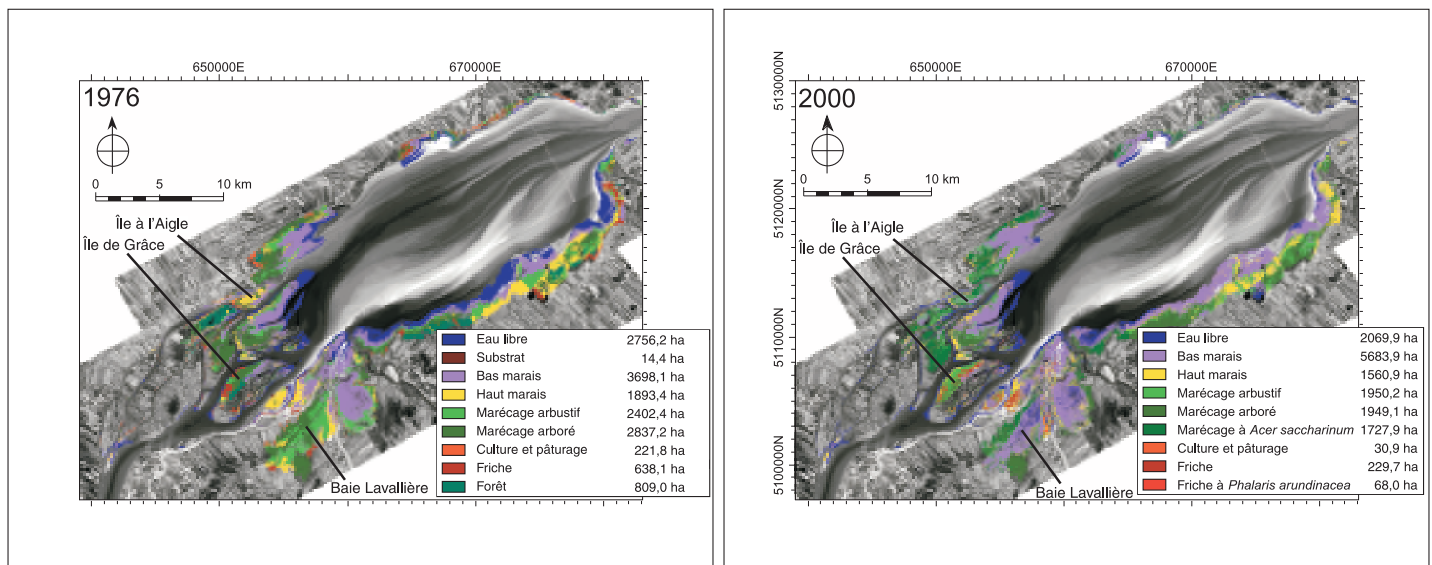 650000E 670000E
1976
0 5 10 km
Île à l'Aigle
Île de Grâce
Eau libre 2756,2 ha
Substrat 14,4 ha
Bas marais 3698,1 ha
Haut marais 1893,4 ha
Marécage arbustif 2402,4 ha
Marécage arboré 2837,2 ha
Culture et pâturage 221,8 ha
Friche 638,1 ha
Forêt 809,0 ha
Baie Lavallière
650000E 670000E
5130000N
2000
0 5 10 km
5120000N
Île à l'Aigle
Île de Grâce
5110000N
Eau libre 2069,9 ha
Bas marais 5683,9 ha
Haut marais 1560,9 ha
Marécage arbustif 1950,2 ha
Marécage arboré 1949,1 ha
Marécage à Acer saccharinum 1727,9 ha
Culture et pâturage 30,9 ha
Friche 229,7 ha
Friche à Phalaris arundinacea 68,0 ha
5100000N
Baie Lavallière